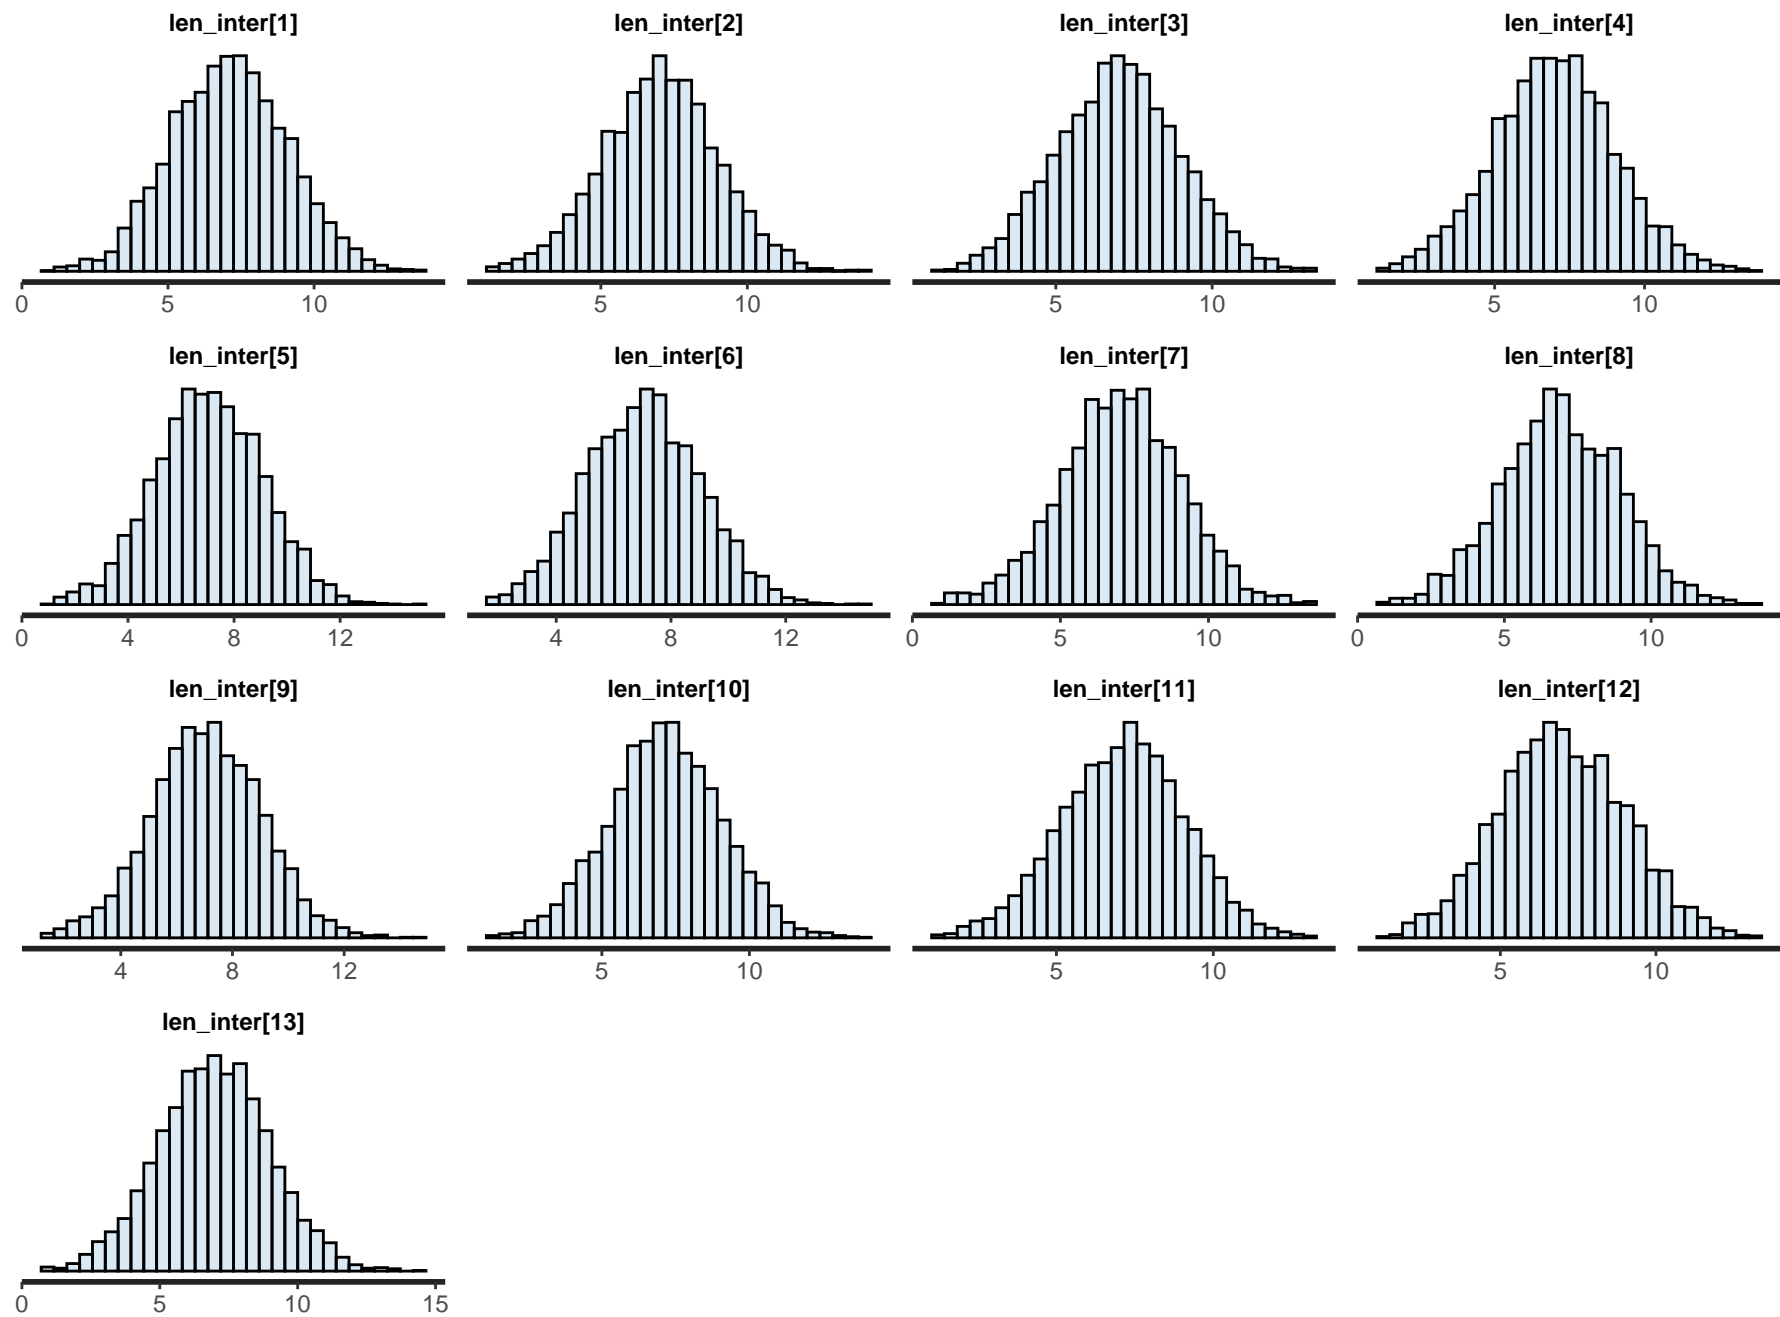 len_inter[1] len_inter[2] len_inter[3] len_inter[4]
0 5 10 5 10 5 10 5 10
len_inter[5] len_inter[6] len_inter[7] len_inter[8]
0 4 8 12 4 8 12 0 5 10 0 5 10
len_inter[9] len_inter[10] len_inter[11] len_inter[12]
4 8 12 5 10 5 10 5 10
len_inter[13]
0 5 10 15